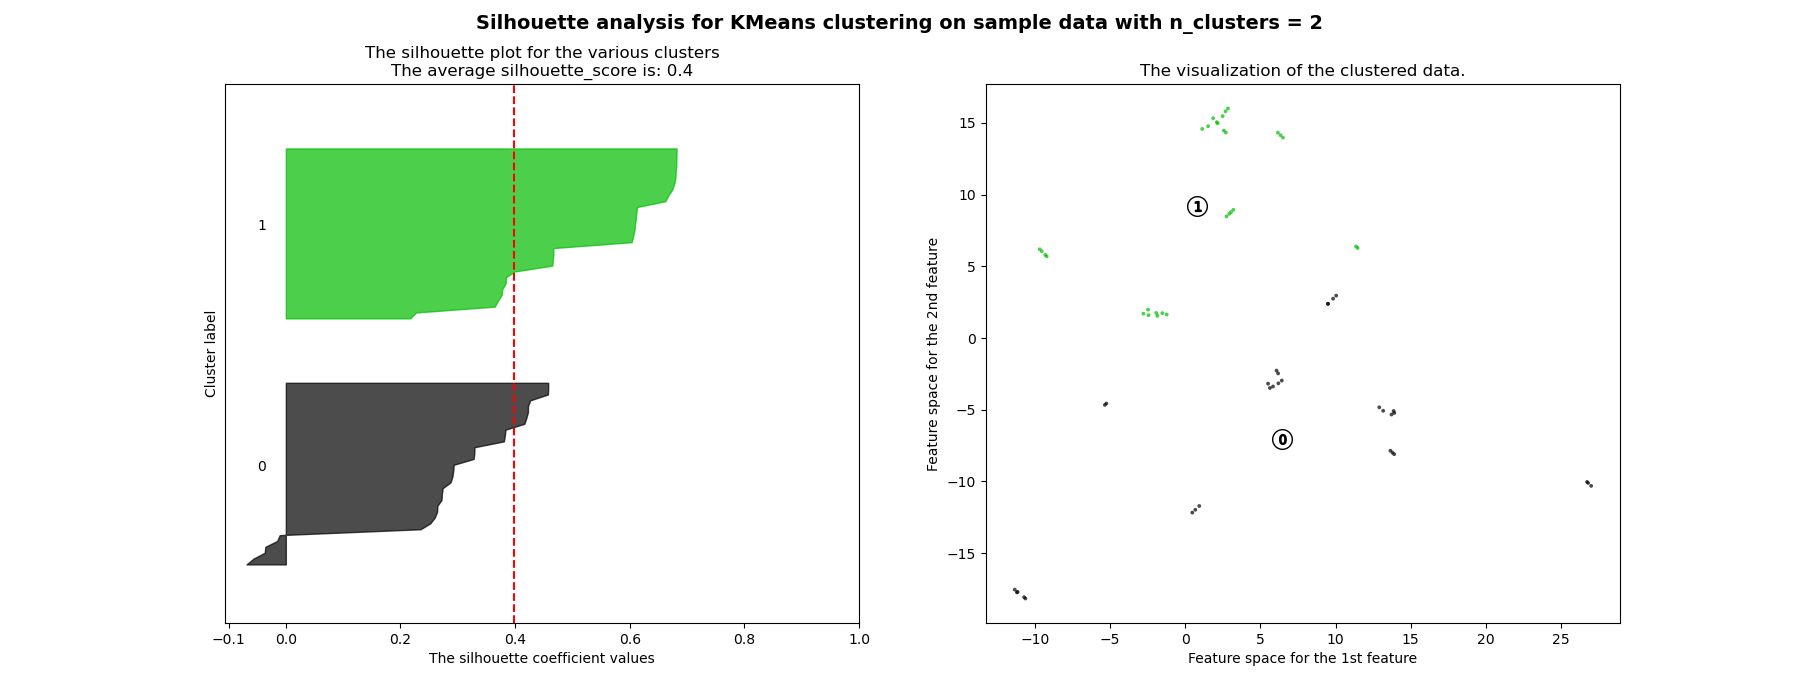 Silhouette analysis for KMeans clustering on sample data with n_clusters = 2
The silhouette plot for the various clusters
The average silhouette_score is: 0.4
1
0
Cluster label
−0.1 0.0 0.2 0.4 0.6 0.8 1.0
The silhouette coefficient values
The visualization of the clustered data.
15
10
5
0
−5
−10
−15
Feature space for the 2nd feature
1
0
−10 −5 0 5 10 15 20 25
Feature space for the 1st feature